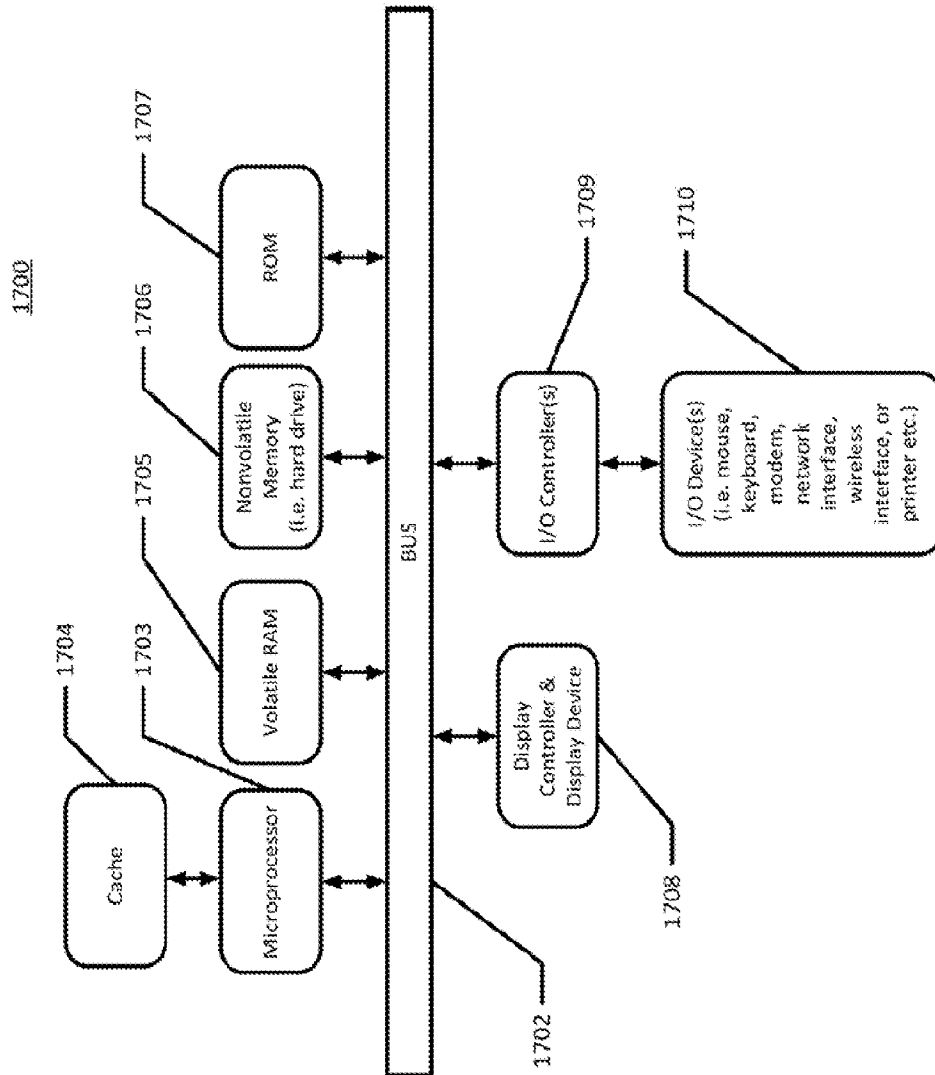 1700
1704
Cache
1703
Microprocessor
1705
Volatile RAM
1706
Nonvolatile
Memory
(i.e. hard drive)
1707
ROM
BUS
1702
Display
Controller &
Display Device
1708
I/O Controller(s)
1709
I/O Device(s)
(i.e. mouse,
keyboard,
modem,
network
interface,
wireless
interface, or
printer etc.)
1710